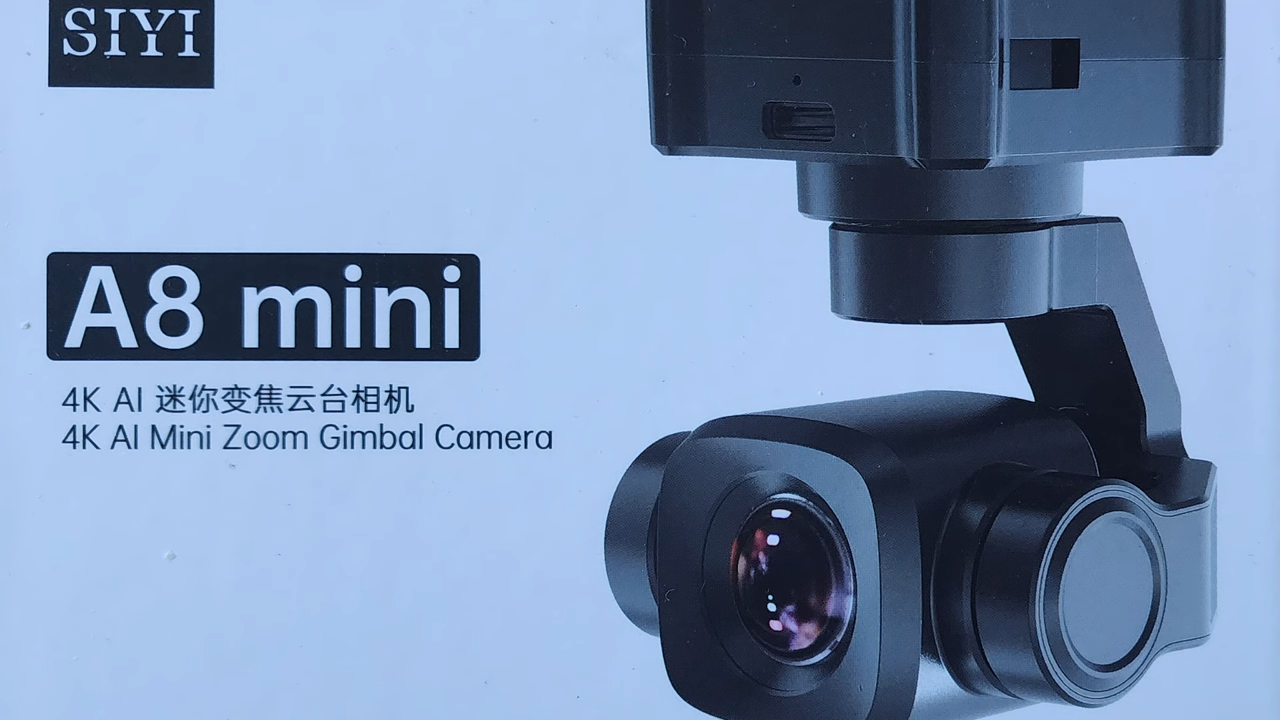 SIYI
A8 mini
4K AI 迷你变焦云台相机
4K AI Mini Zoom Gimbal Camera